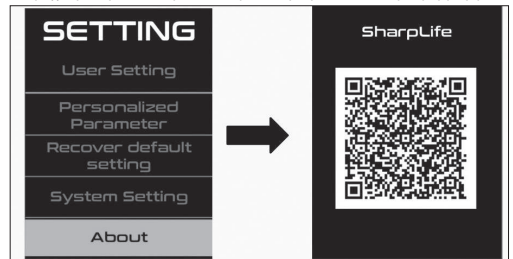 SETTING
User Setting
Personalized
Parameter
Recover default
setting
System Setting
About
SharpLife